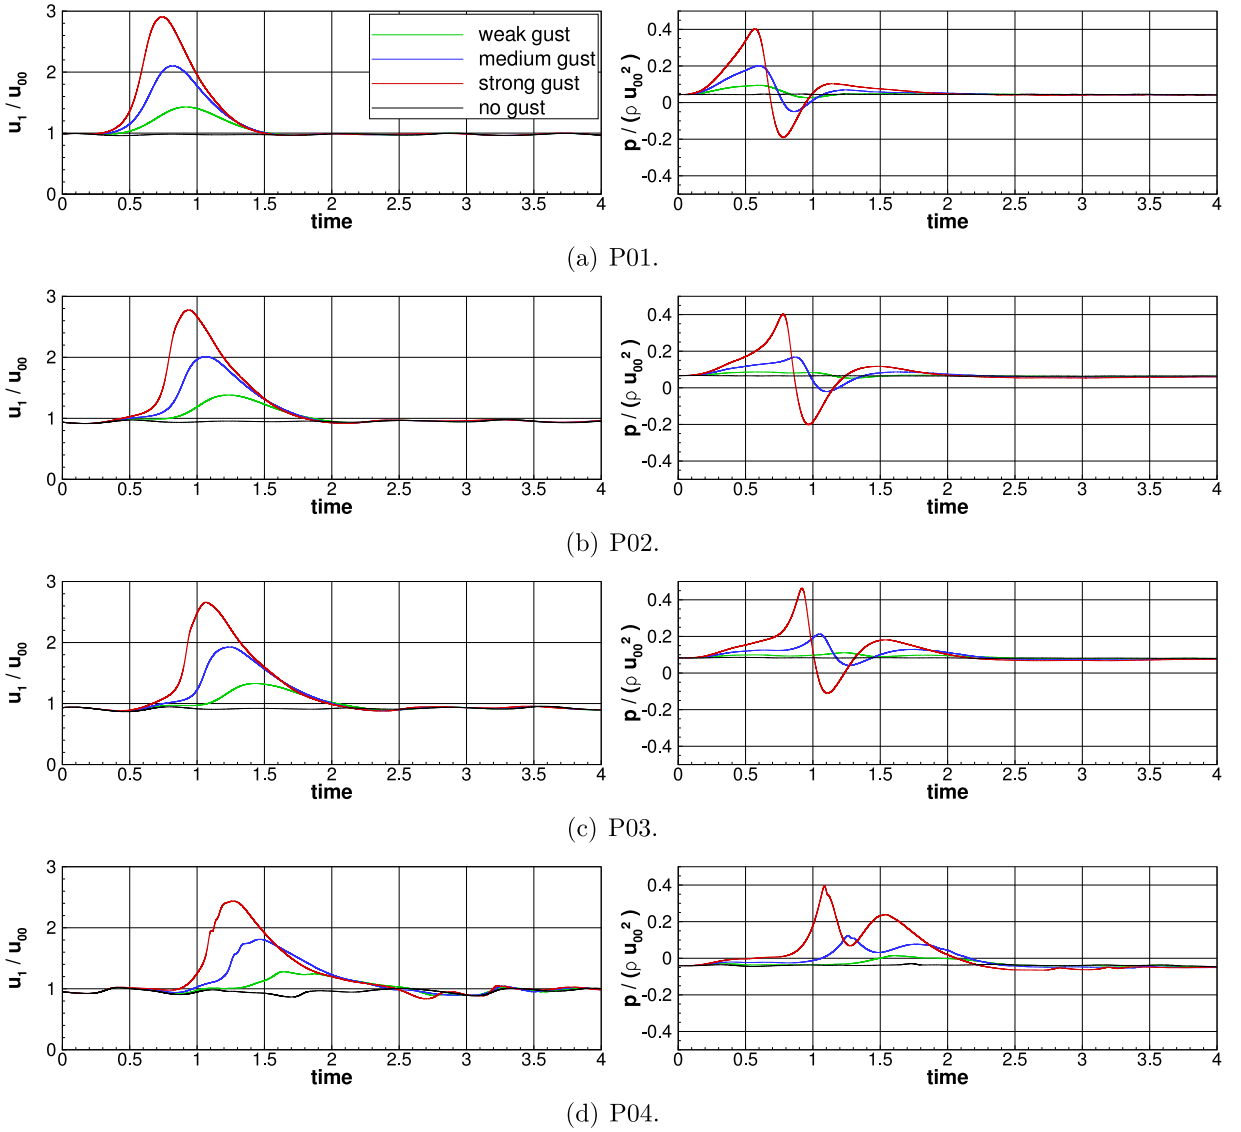 3
2
1
0
u₁ / u₀₀
weak gust
medium gust
strong gust
no gust
0 0.5 1 1.5 2 2.5 3 3.5 4
time
0.4
0.2
0
-0.2
-0.4
p / (ρ u₀₀²)
0 0.5 1 1.5 2 2.5 3 3.5 4
time
(a) P01.
3
2
1
0
u₁ / u₀₀
0 0.5 1 1.5 2 2.5 3 3.5 4
time
0.4
0.2
0
-0.2
-0.4
p / (ρ u₀₀²)
0 0.5 1 1.5 2 2.5 3 3.5 4
time
(b) P02.
3
2
1
0
u₁ / u₀₀
0 0.5 1 1.5 2 2.5 3 3.5 4
time
0.4
0.2
0
-0.2
-0.4
p / (ρ u₀₀²)
0 0.5 1 1.5 2 2.5 3 3.5 4
time
(c) P03.
3
2
1
0
u₁ / u₀₀
0 0.5 1 1.5 2 2.5 3 3.5 4
time
0.4
0.2
0
-0.2
-0.4
p / (ρ u₀₀²)
0 0.5 1 1.5 2 2.5 3 3.5 4
time
(d) P04.